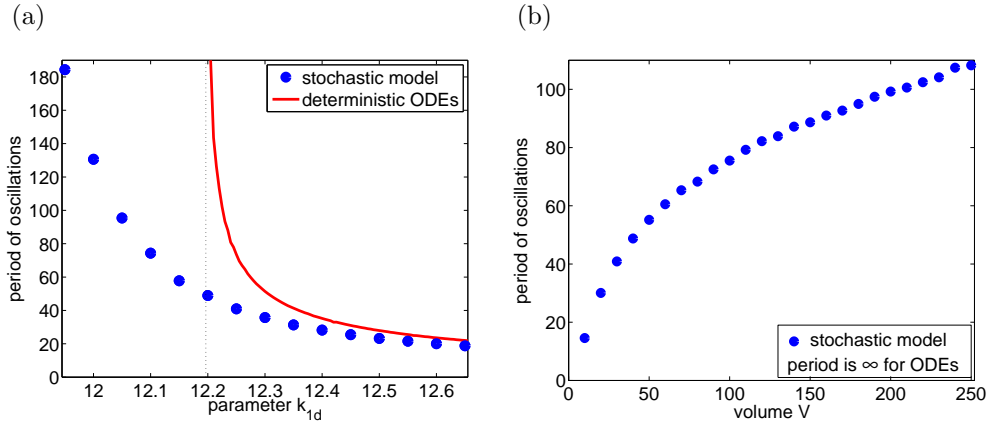 (a)
period of oscillations
180
160
140
120
100
80
60
40
20
0
stochastic model
deterministic ODEs
12 12.1 12.2 12.3 12.4 12.5 12.6
parameter k1d
(b)
period of oscillations
100
80
60
40
20
0
stochastic model
period is ∞ for ODEs
0 50 100 150 200 250
volume V